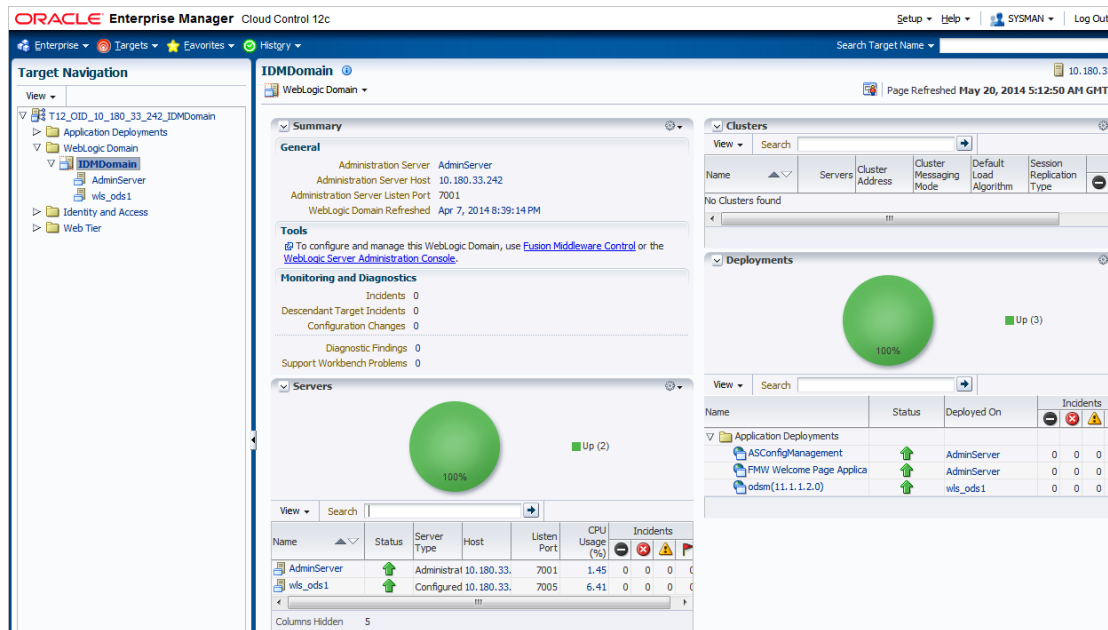 ORACLE Enterprise Manager Cloud Control 12c
Setup Help SYSMAN Log Out
Enterprise Targets Favorites History
Search Target Name
Target Navigation
View
T12_OID_10_180_33_242_IDMDomain
Application Deployments
WebLogic Domain
IDMDomain
AdminServer
wls_ods1
Identity and Access
Web Tier
IDMDomain
WebLogic Domain
10.180.3
Page Refreshed May 20, 2014 5:12:50 AM GMT
Summary
General
Administration Server AdminServer
Administration Server Host 10.180.33.242
Administration Server Listen Port 7001
WebLogic Domain Refreshed Apr 7, 2014 8:39:14 PM
Tools
To configure and manage this WebLogic Domain, use Fusion Middleware Control or the
WebLogic Server Administration Console.
Monitoring and Diagnostics
Incidents 0
Descendant Target Incidents 0
Configuration Changes 0
Diagnostic Findings 0
Support Workbench Problems 0
Servers
100%
Up (2)
View Search
Name Status Server Type Host Listen Port CPU Usage (%) Incidents
AdminServer Administrat 10.180.33. 7001 1.45 0 0 0 0
wls_ods1 Configured 10.180.33. 7005 6.41 0 0 0 0
Columns Hidden 5
Clusters
View Search
Name Servers Cluster Address Cluster Messaging Mode Default Load Algorithm Session Replication Type
No Clusters found
Deployments
100%
Up (3)
View Search
Name Status Deployed On Incidents
Application Deployments
ASConfigManagement AdminServer 0 0 0
FMW Welcome Page Applica AdminServer 0 0 0
odsm(11.1.1.2.0) wls_ods1 0 0 0